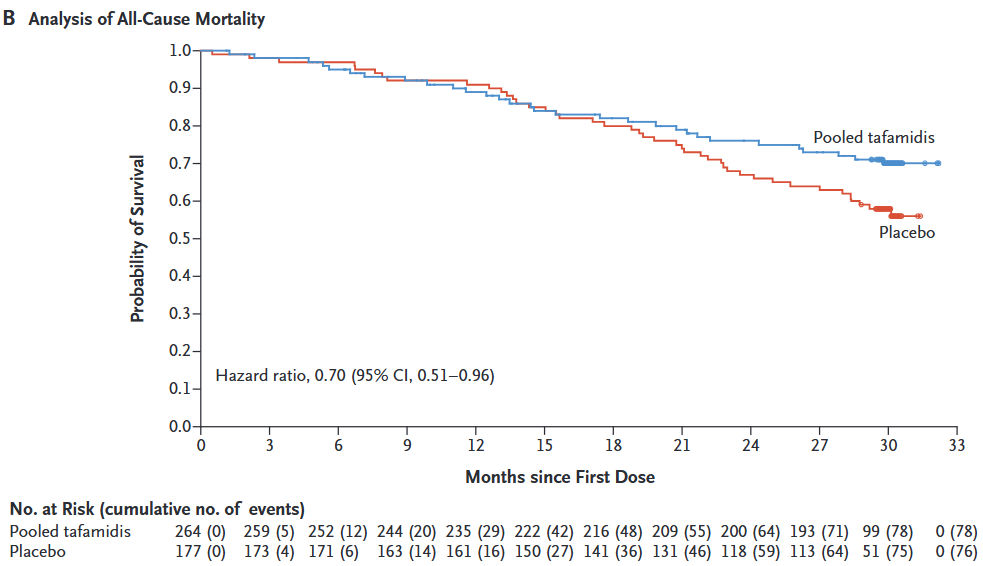 B Analysis of All-Cause Mortality
Probability of Survival
1.0
0.9
0.8
0.7
0.6
0.5
0.4
0.3
0.2
0.1
0.0
Pooled tafamidis
Placebo
Hazard ratio, 0.70 (95% CI, 0.51–0.96)
0 3 6 9 12 15 18 21 24 27 30 33
Months since First Dose
No. at Risk (cumulative no. of events)
Pooled tafamidis 264 (0) 259 (5) 252 (12) 244 (20) 235 (29) 222 (42) 216 (48) 209 (55) 200 (64) 193 (71) 99 (78) 0 (78)
Placebo 177 (0) 173 (4) 171 (6) 163 (14) 161 (16) 150 (27) 141 (36) 131 (46) 118 (59) 113 (64) 51 (75) 0 (76)